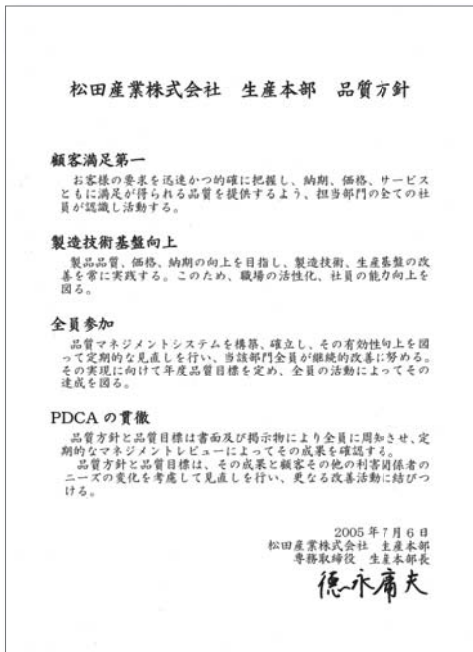 松田産業株式会社　生産本部　品質方針
顧客満足第一
お客様の要求を迅速かつ的確に把握し、納期、価格、サービス
ともに満足が得られる品質を提供するよう、担当部門の全ての社
員が認識し活動する。
製造技術基盤向上
製品品質、価格、納期の向上を目指し、製造技術、生産基盤の改
善を常に実践する。このため、職場の活性化、社員の能力向上を
図る。
全員参加
品質マネジメントシステムを構築、確立し、その有効性向上を図
って定期的な見直しを行い、当該部門全員が継続的改善に努める。
その実現に向けて年度品質目標を定め、全員の活動によってその
達成を図る。
PDCA の貫徹
品質方針と品質目標は書面及び掲示物により全員に周知させ、定
期的なマネジメントレビューによってその成果を確認する。
品質方針と品質目標は、その成果と顧客その他の利害関係者の
ニーズの変化を考慮して見直しを行い、更なる改善活動に結びつ
ける。
2005年7月6日
松田産業株式会社　生産本部
専務取締役　生産本部長
徳永庸夫